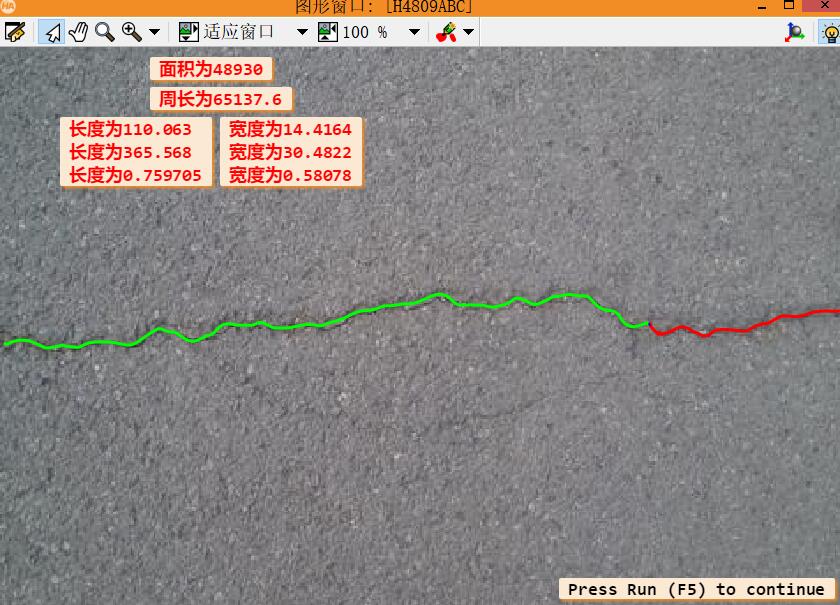 图形窗口: [H4809ABC]
适应窗口
100 %
面积为48930
周长为65137.6
长度为110.063
长度为365.568
长度为0.759705
宽度为14.4164
宽度为30.4822
宽度为0.58078
Press Run (F5) to continue